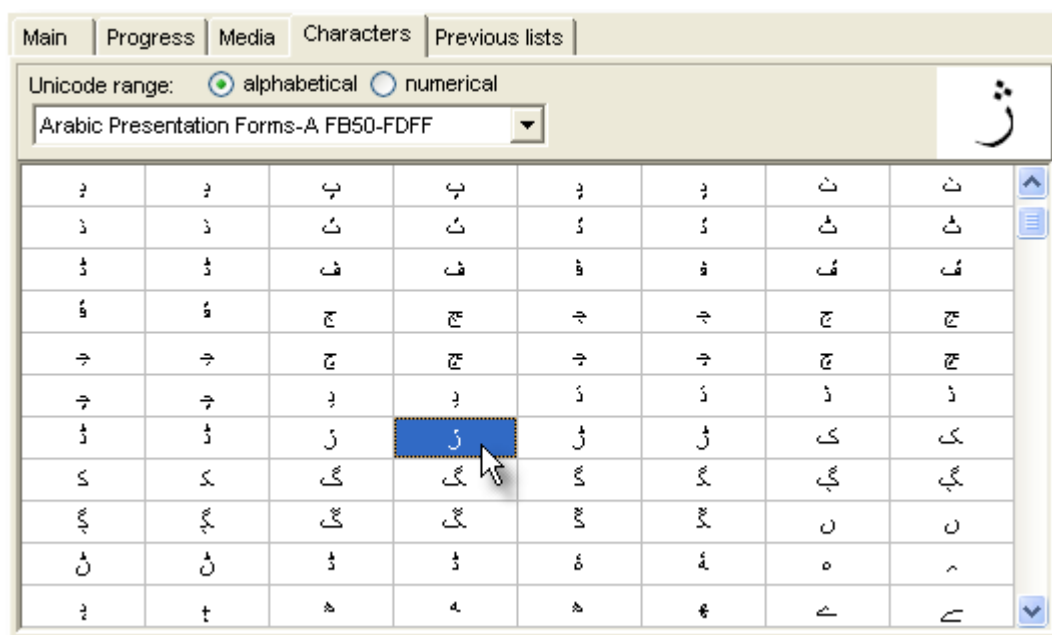 Main Progress Media Characters Previous lists
Unicode range: alphabetical numerical
ﮋ
Arabic Presentation Forms-A FB50-FDFF
ﭘ ﭙ ﭚ ﭛ ﭜ ﭝ ﭞ ﭟ
ﭠ ﭡ ﭢ ﭣ ﭤ ﭥ ﭦ ﭧ
ﭨ ﭩ ﭪ ﭫ ﭬ ﭭ ﭮ ﭯ
ﭰ ﭱ ﭲ ﭳ ﭴ ﭵ ﭶ ﭷ
ﭸ ﭹ ﭺ ﭻ ﭼ ﭽ ﭾ ﭿ
ﮀ ﮁ ﮂ ﮃ ﮄ ﮅ ﮆ ﮇ
ﮈ ﮉ ﮊ ﮋ ﮌ ﮍ ﮎ ﮏ
ﮐ ﮑ ﮒ ﮓ ﮔ ﮕ ﮖ ﮗ
ﮘ ﮙ ﮚ ﮛ ﮜ ﮝ ﮞ ﮟ
ﮠ ﮡ ﮢ ﮣ ﮤ ﮥ ﮦ ﮧ
ﮨ ﮩ ﮪ ﮫ ﮬ ﮭ ﮮ ﮯ